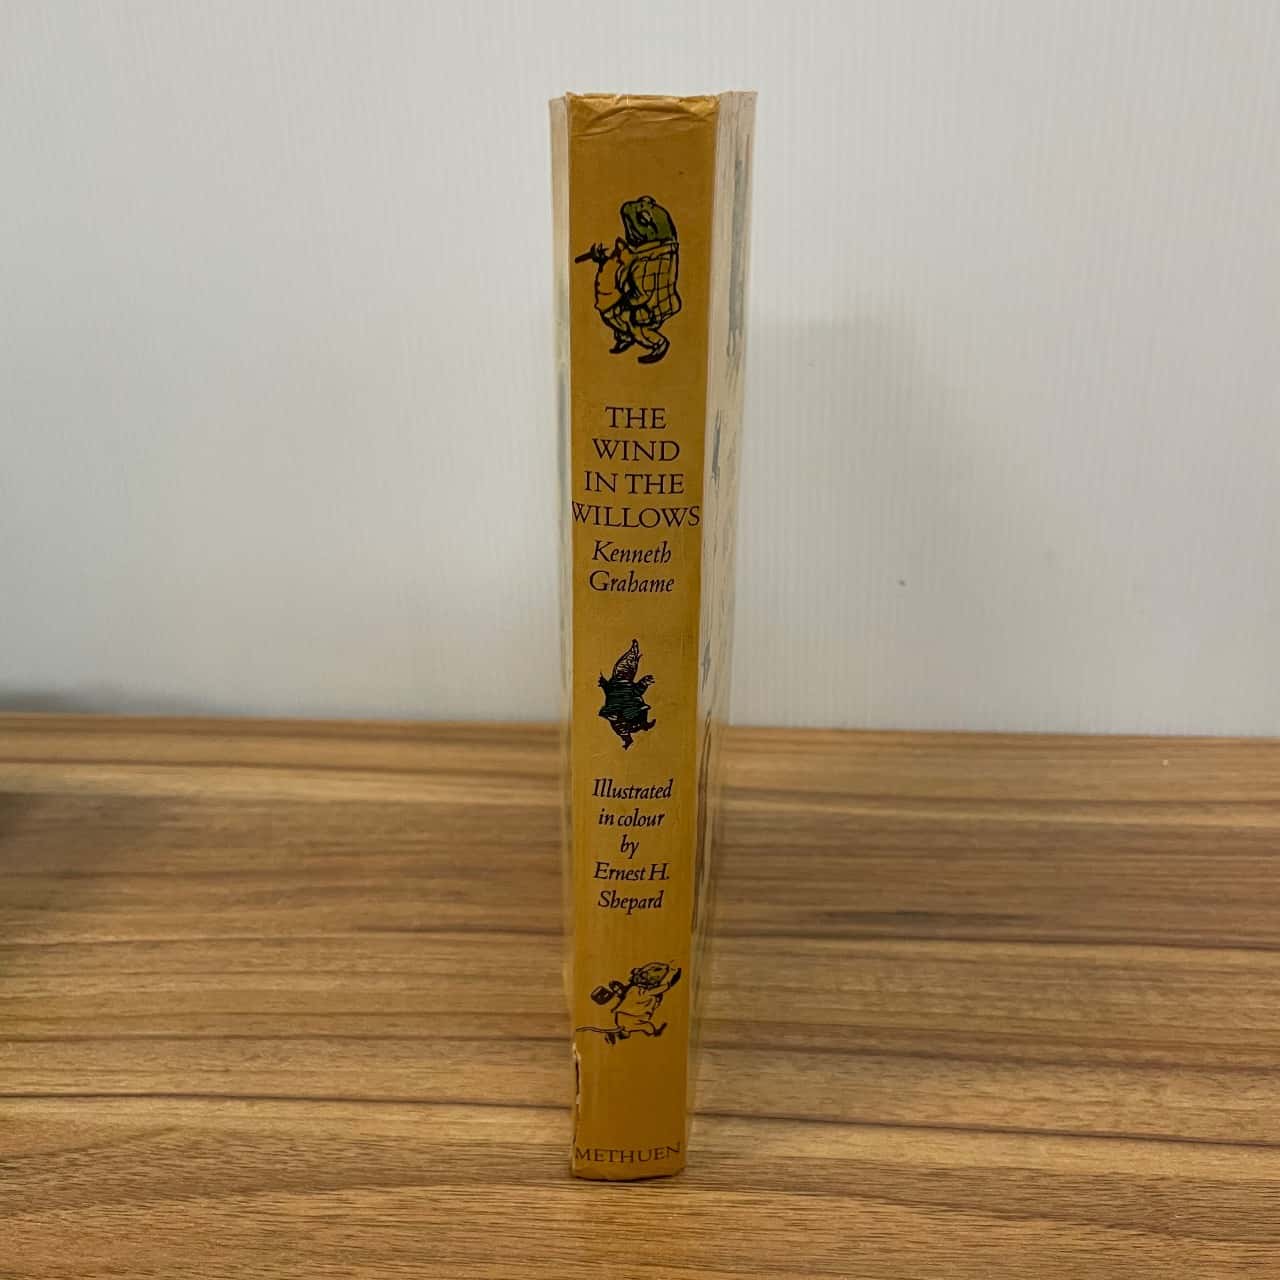 THE
WIND
IN THE
WILLOWS
Kenneth
Grahame
Illustrated
in colour
by
Ernest H.
Shepard
METHUEN